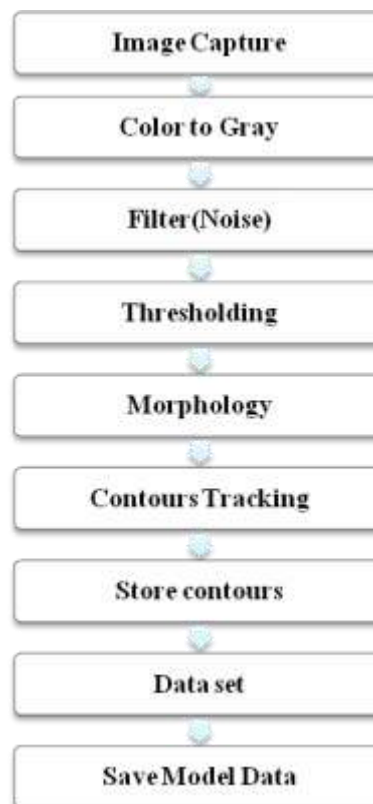 Image Capture
Color to Gray
Filter(Noise)
Thresholding
Morphology
Contours Tracking
Store contours
Data set
Save Model Data